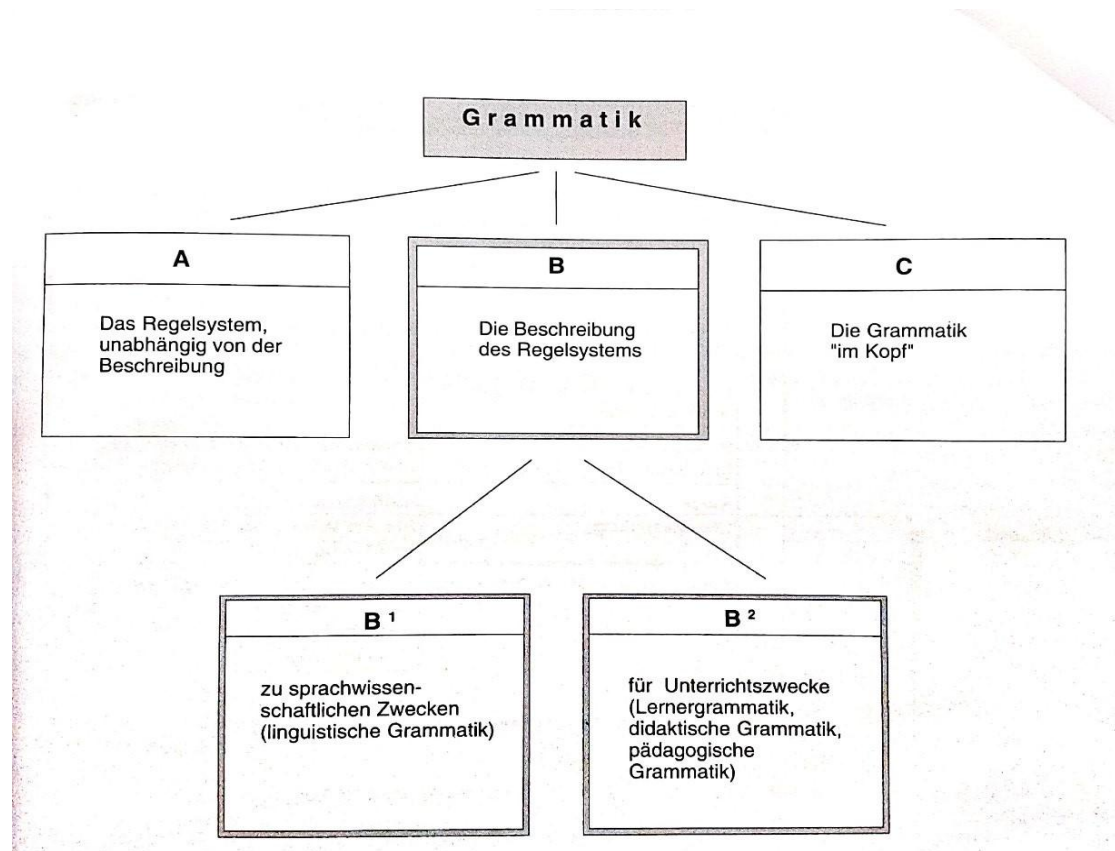 Grammatik
A
Das Regelsystem,
unabhängig von der
Beschreibung
B
Die Beschreibung
des Regelsystems
C
Die Grammatik
"im Kopf"
B ¹
zu sprachwissen-
schaftlichen Zwecken
(linguistische Grammatik)
B ²
für Unterrichtszwecke
(Lernergrammatik,
didaktische Grammatik,
pädagogische
Grammatik)